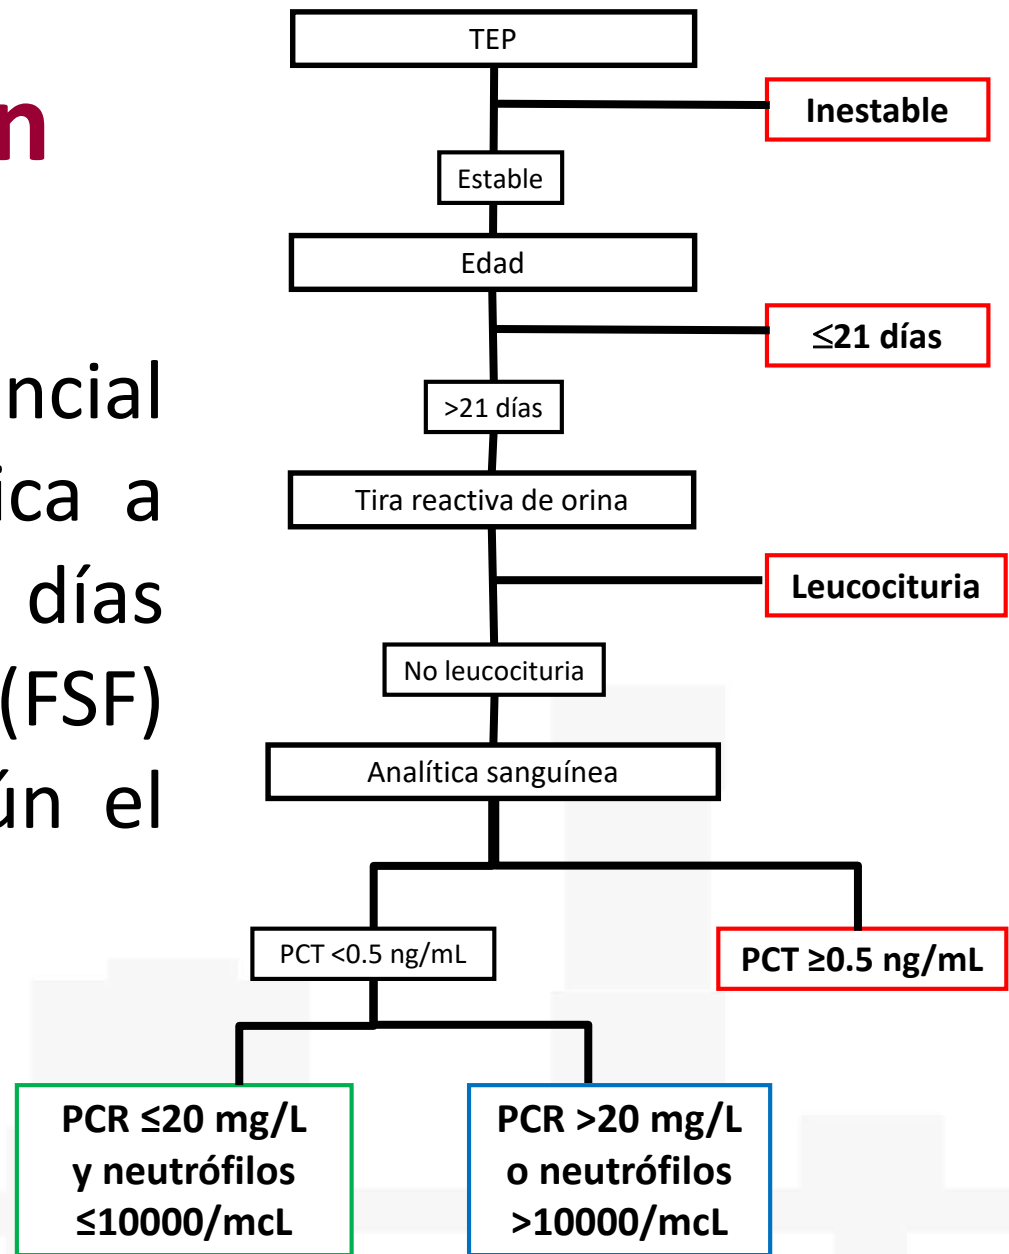 n
ncial
ica a
días
(FSF)
ún el
TEP
Inestable
Estable
Edad
≤21 días
>21 días
Tira reactiva de orina
Leucocituria
No leucocituria
Analítica sanguínea
PCT <0.5 ng/mL
PCT ≥0.5 ng/mL
PCR ≤20 mg/L
y neutrófilos
≤10000/mcL
PCR >20 mg/L
o neutrófilos
>10000/mcL